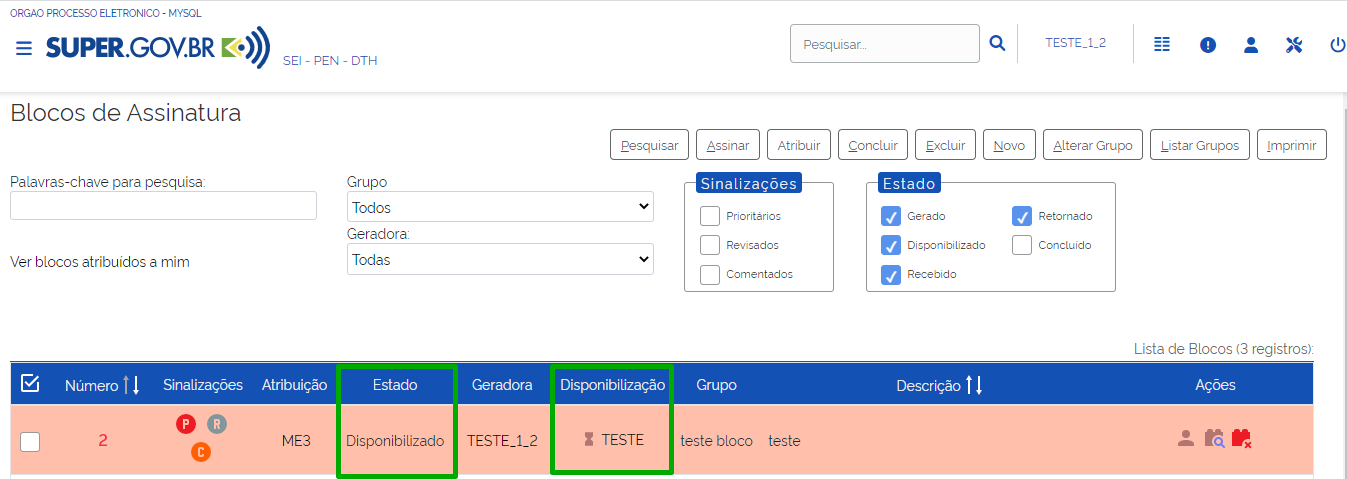 ORGAO PROCESSO ELETRONICO - MYSQL
SUPER.GOV.BR
SEI - PEN - DTH
Pesquisar...
TESTE_1_2
Blocos de Assinatura
Pesquisar Assinar Atribuir Concluir Excluir Novo Alterar Grupo Listar Grupos Imprimir
Palavras-chave para pesquisa:
Grupo
Todos
Geradora:
Todas
Ver blocos atribuídos a mim
Sinalizações
Prioritários
Revisados
Comentados
Estado
Gerado
Retornado
Disponibilizado
Concluído
Recebido
Lista de Blocos (3 registros):
Número Sinalizações Atribuição Estado Geradora Disponibilização Grupo Descrição Ações
2 P R C ME3 Disponibilizado TESTE_1_2 TESTE teste bloco teste